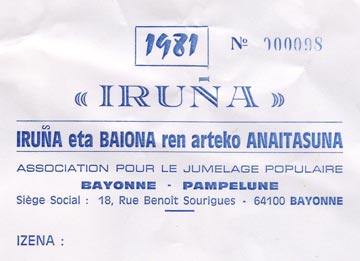 1981 Nº 000098
« IRUÑA »
IRUÑA eta BAIONA ren arteko ANAITASUNA
ASSOCIATION POUR LE JUMELAGE POPULAIRE
BAYONNE - PAMPELUNE
Siège Social : 18, Rue Benoit Sourigues - 64100 BAYONNE
IZENA :